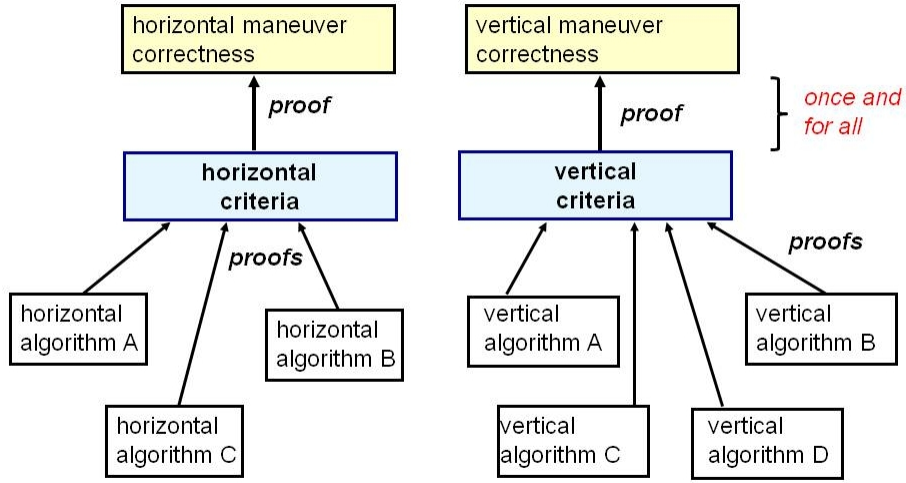 horizontal maneuver
correctness
vertical maneuver
correctness
proof
proof
once and
for all
horizontal
criteria
vertical
criteria
proofs
proofs
horizontal
algorithm A
horizontal
algorithm B
vertical
algorithm A
vertical
algorithm B
horizontal
algorithm C
vertical
algorithm C
vertical
algorithm D